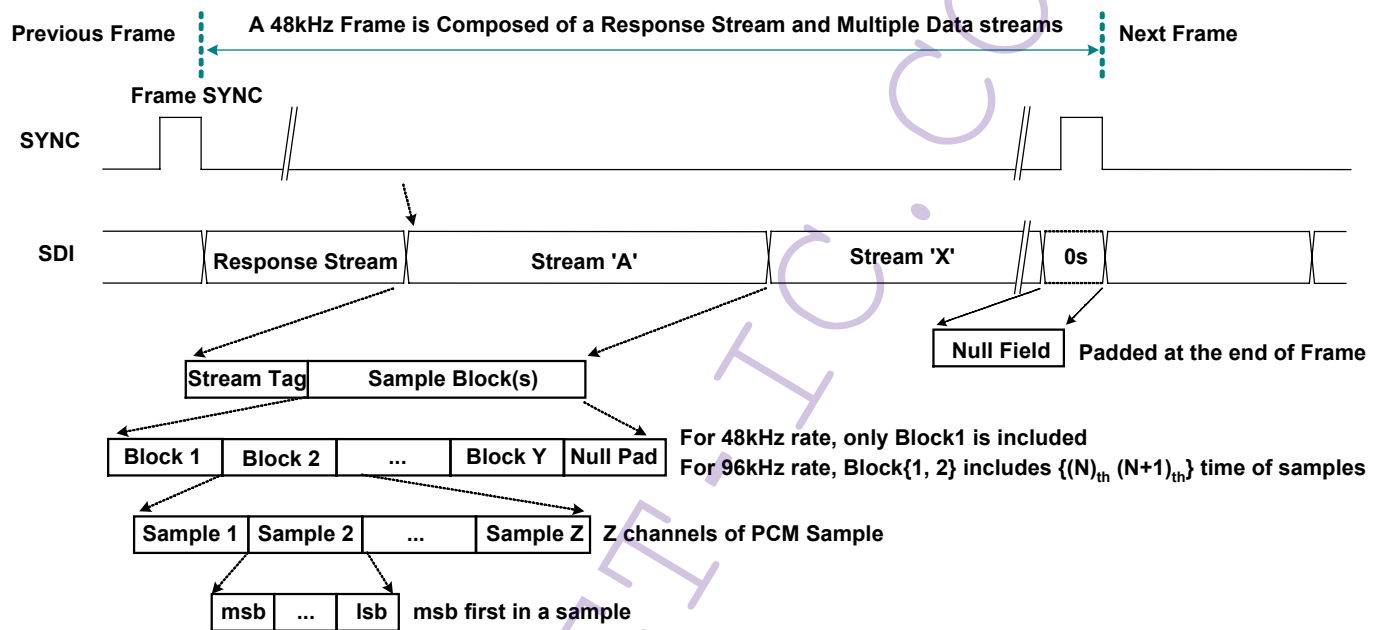 Previous Frame
A 48kHz Frame is Composed of a Response Stream and Multiple Data streams
Next Frame
Frame SYNC
SYNC
SDI
Response Stream
Stream 'A'
Stream 'X'
0s
Null Field
Padded at the end of Frame
Stream Tag
Sample Block(s)
Block 1
Block 2
...
Block Y
Null Pad
For 48kHz rate, only Block1 is included
For 96kHz rate, Block{1, 2} includes {(N)th (N+1)th} time of samples
Sample 1
Sample 2
...
Sample Z
Z channels of PCM Sample
msb
...
lsb
msb first in a sample
T-IC.CO